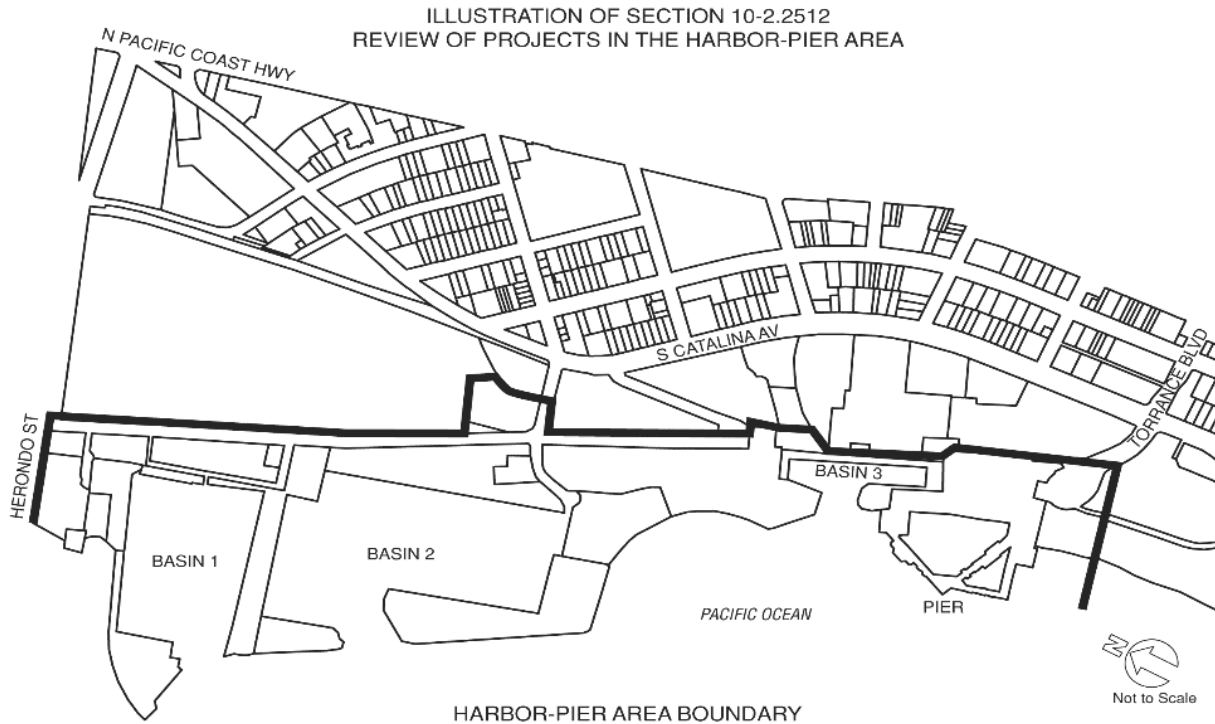 ILLUSTRATION OF SECTION 10-2.2512
REVIEW OF PROJECTS IN THE HARBOR-PIER AREA
N PACIFIC COAST HWY
S CATALINA AV
TORRANCE BLVD
HERONDO ST
BASIN 3
BASIN 2
BASIN 1
PIER
PACIFIC OCEAN
N
Not to Scale
HARBOR-PIER AREA BOUNDARY